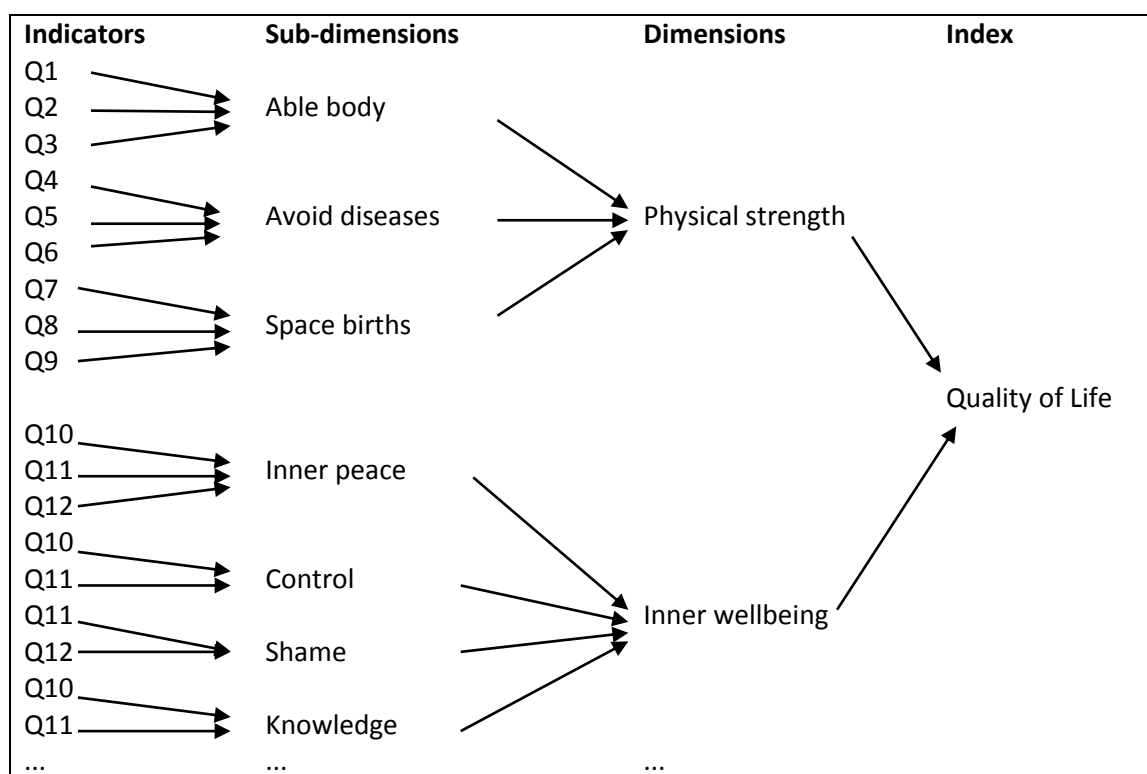 Indicators Sub-dimensions Dimensions Index
Q1
Q2 Able body
Q3
Q4
Q5 Avoid diseases Physical strength
Q6
Q7
Q8 Space births
Q9
Quality of Life
Q10
Q11 Inner peace
Q12
Q10
Q11 Control
Q11 Inner wellbeing
Q12 Shame
Q10
Q11 Knowledge
... ... ...